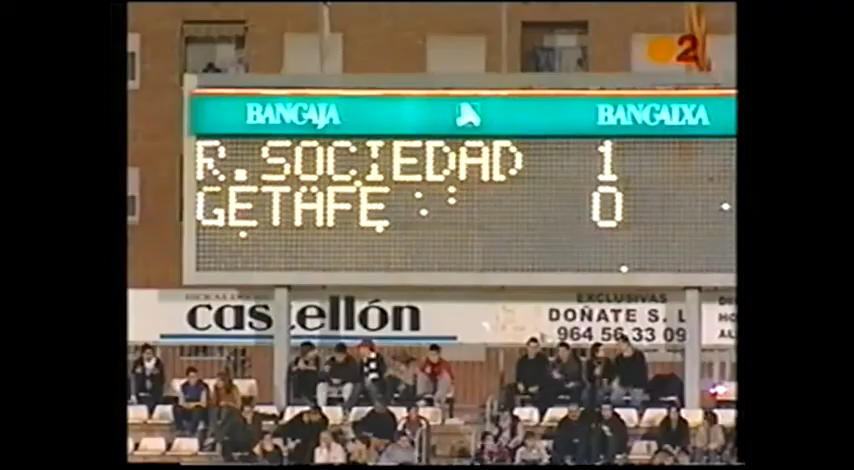 2
BANCAJA BANCAIXA
R.SOCIEDAD 1
GETAFE 0
castellón
EXCLUSIVAS
DOÑATE S. L
964 56 33 09